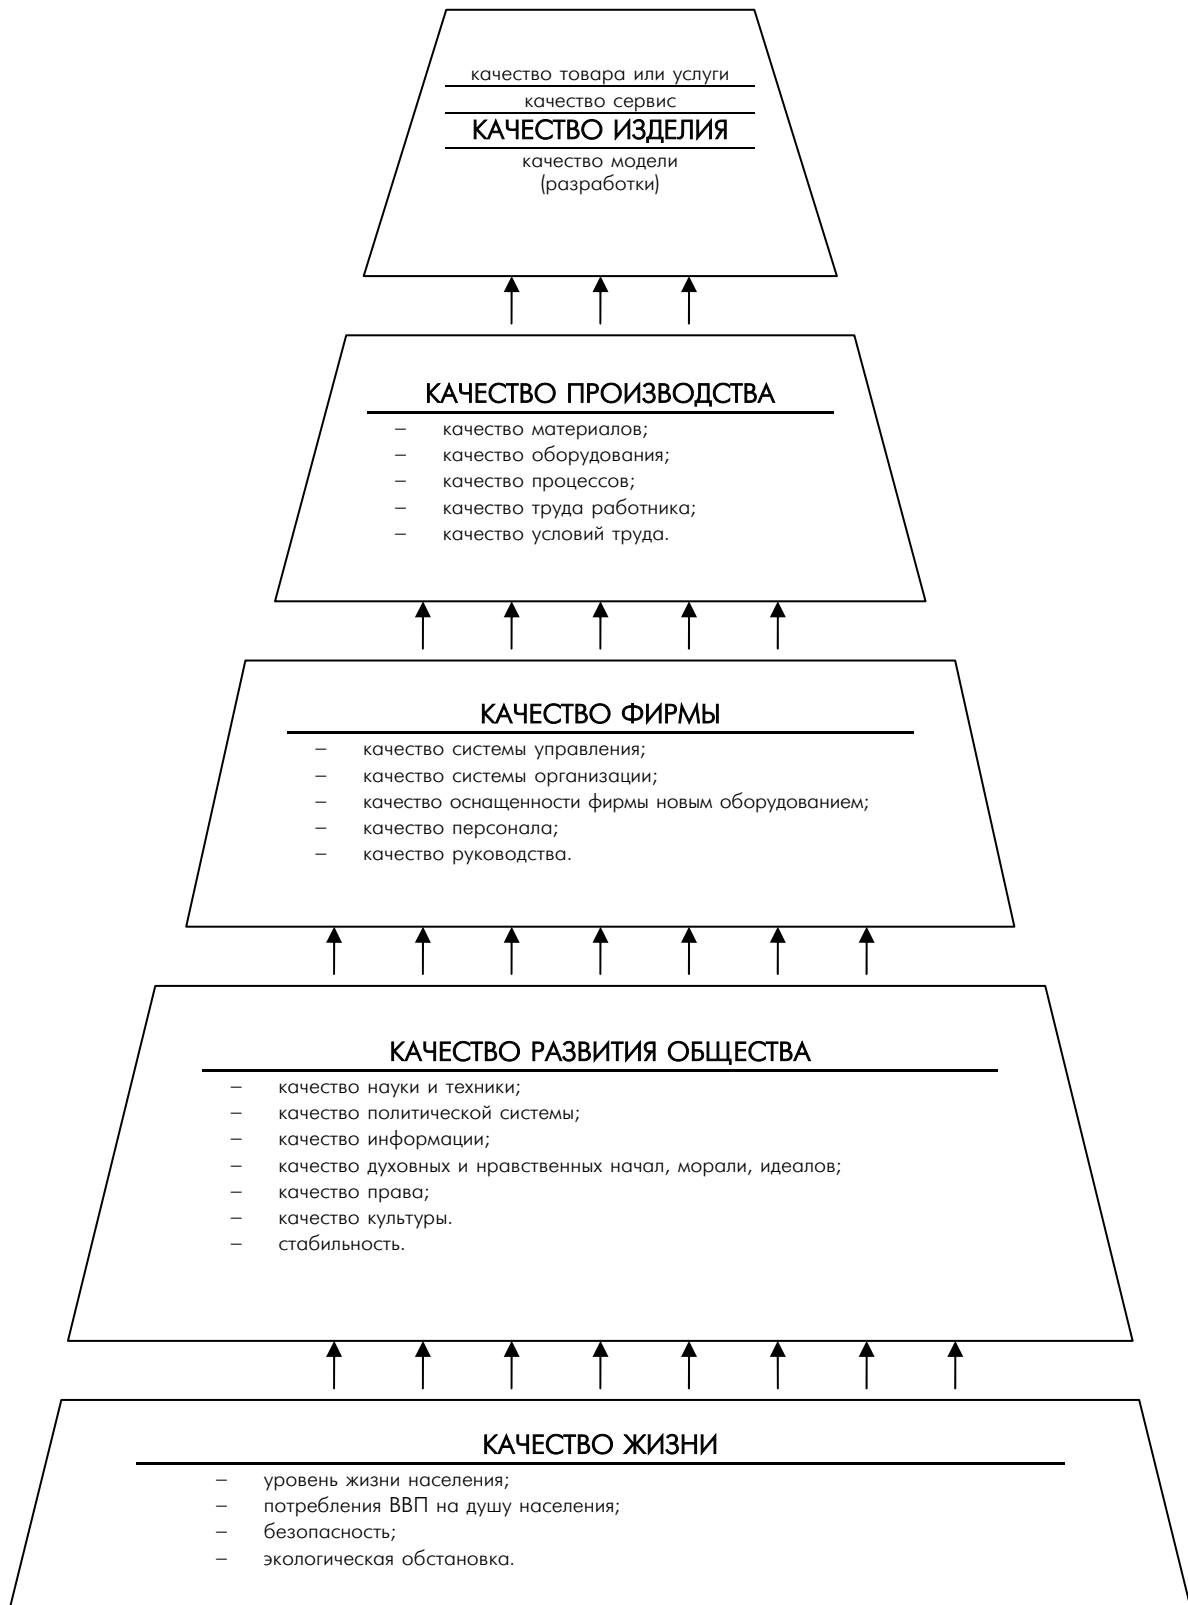 качество товара или услуги
качество сервис
КАЧЕСТВО ИЗДЕЛИЯ
качество модели
(разработки)
КАЧЕСТВО ПРОИЗВОДСТВА
– качество материалов;
– качество оборудования;
– качество процессов;
– качество труда работника;
– качество условий труда.
КАЧЕСТВО ФИРМЫ
– качество системы управления;
– качество системы организации;
– качество оснащенности фирмы новым оборудованием;
– качество персонала;
– качество руководства.
КАЧЕСТВО РАЗВИТИЯ ОБЩЕСТВА
– качество науки и техники;
– качество политической системы;
– качество информации;
– качество духовных и нравственных начал, морали, идеалов;
– качество права;
– качество культуры.
– стабильность.
КАЧЕСТВО ЖИЗНИ
– уровень жизни населения;
– потребления ВВП на душу населения;
– безопасность;
– экологическая обстановка.